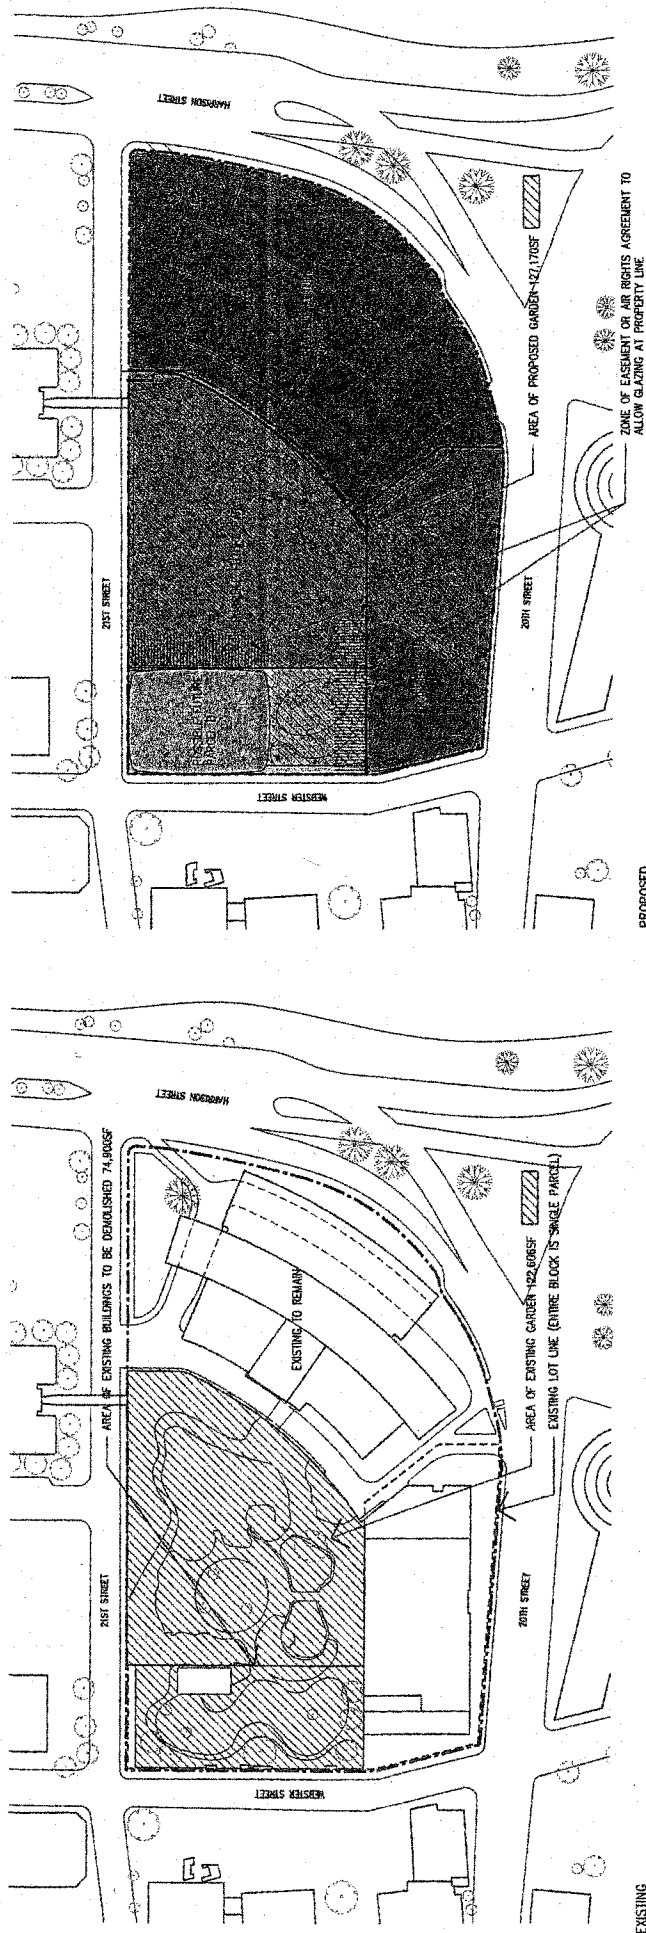 HARRISON STREET
AREA OF PROPOSED GARDEN 127,170SF
ZONE OF EASEMENT OR AIR RIGHTS AGREEMENT TO
ALLOW GLAZING AT PROPERTY LINE
21ST STREET
20TH STREET
WEBSTER STREET
PROPOSED
HARRISON STREET
AREA OF EXISTING BUILDINGS TO BE DEMOLISHED 74,900SF
EXISTING TO REMAIN
AREA OF EXISTING GARDEN 122,606SF
EXISTING LOT LINE (ENTIRE BLOCK IS SINGLE PARCEL)
21ST STREET
20TH STREET
WEBSTER STREET
EXISTING